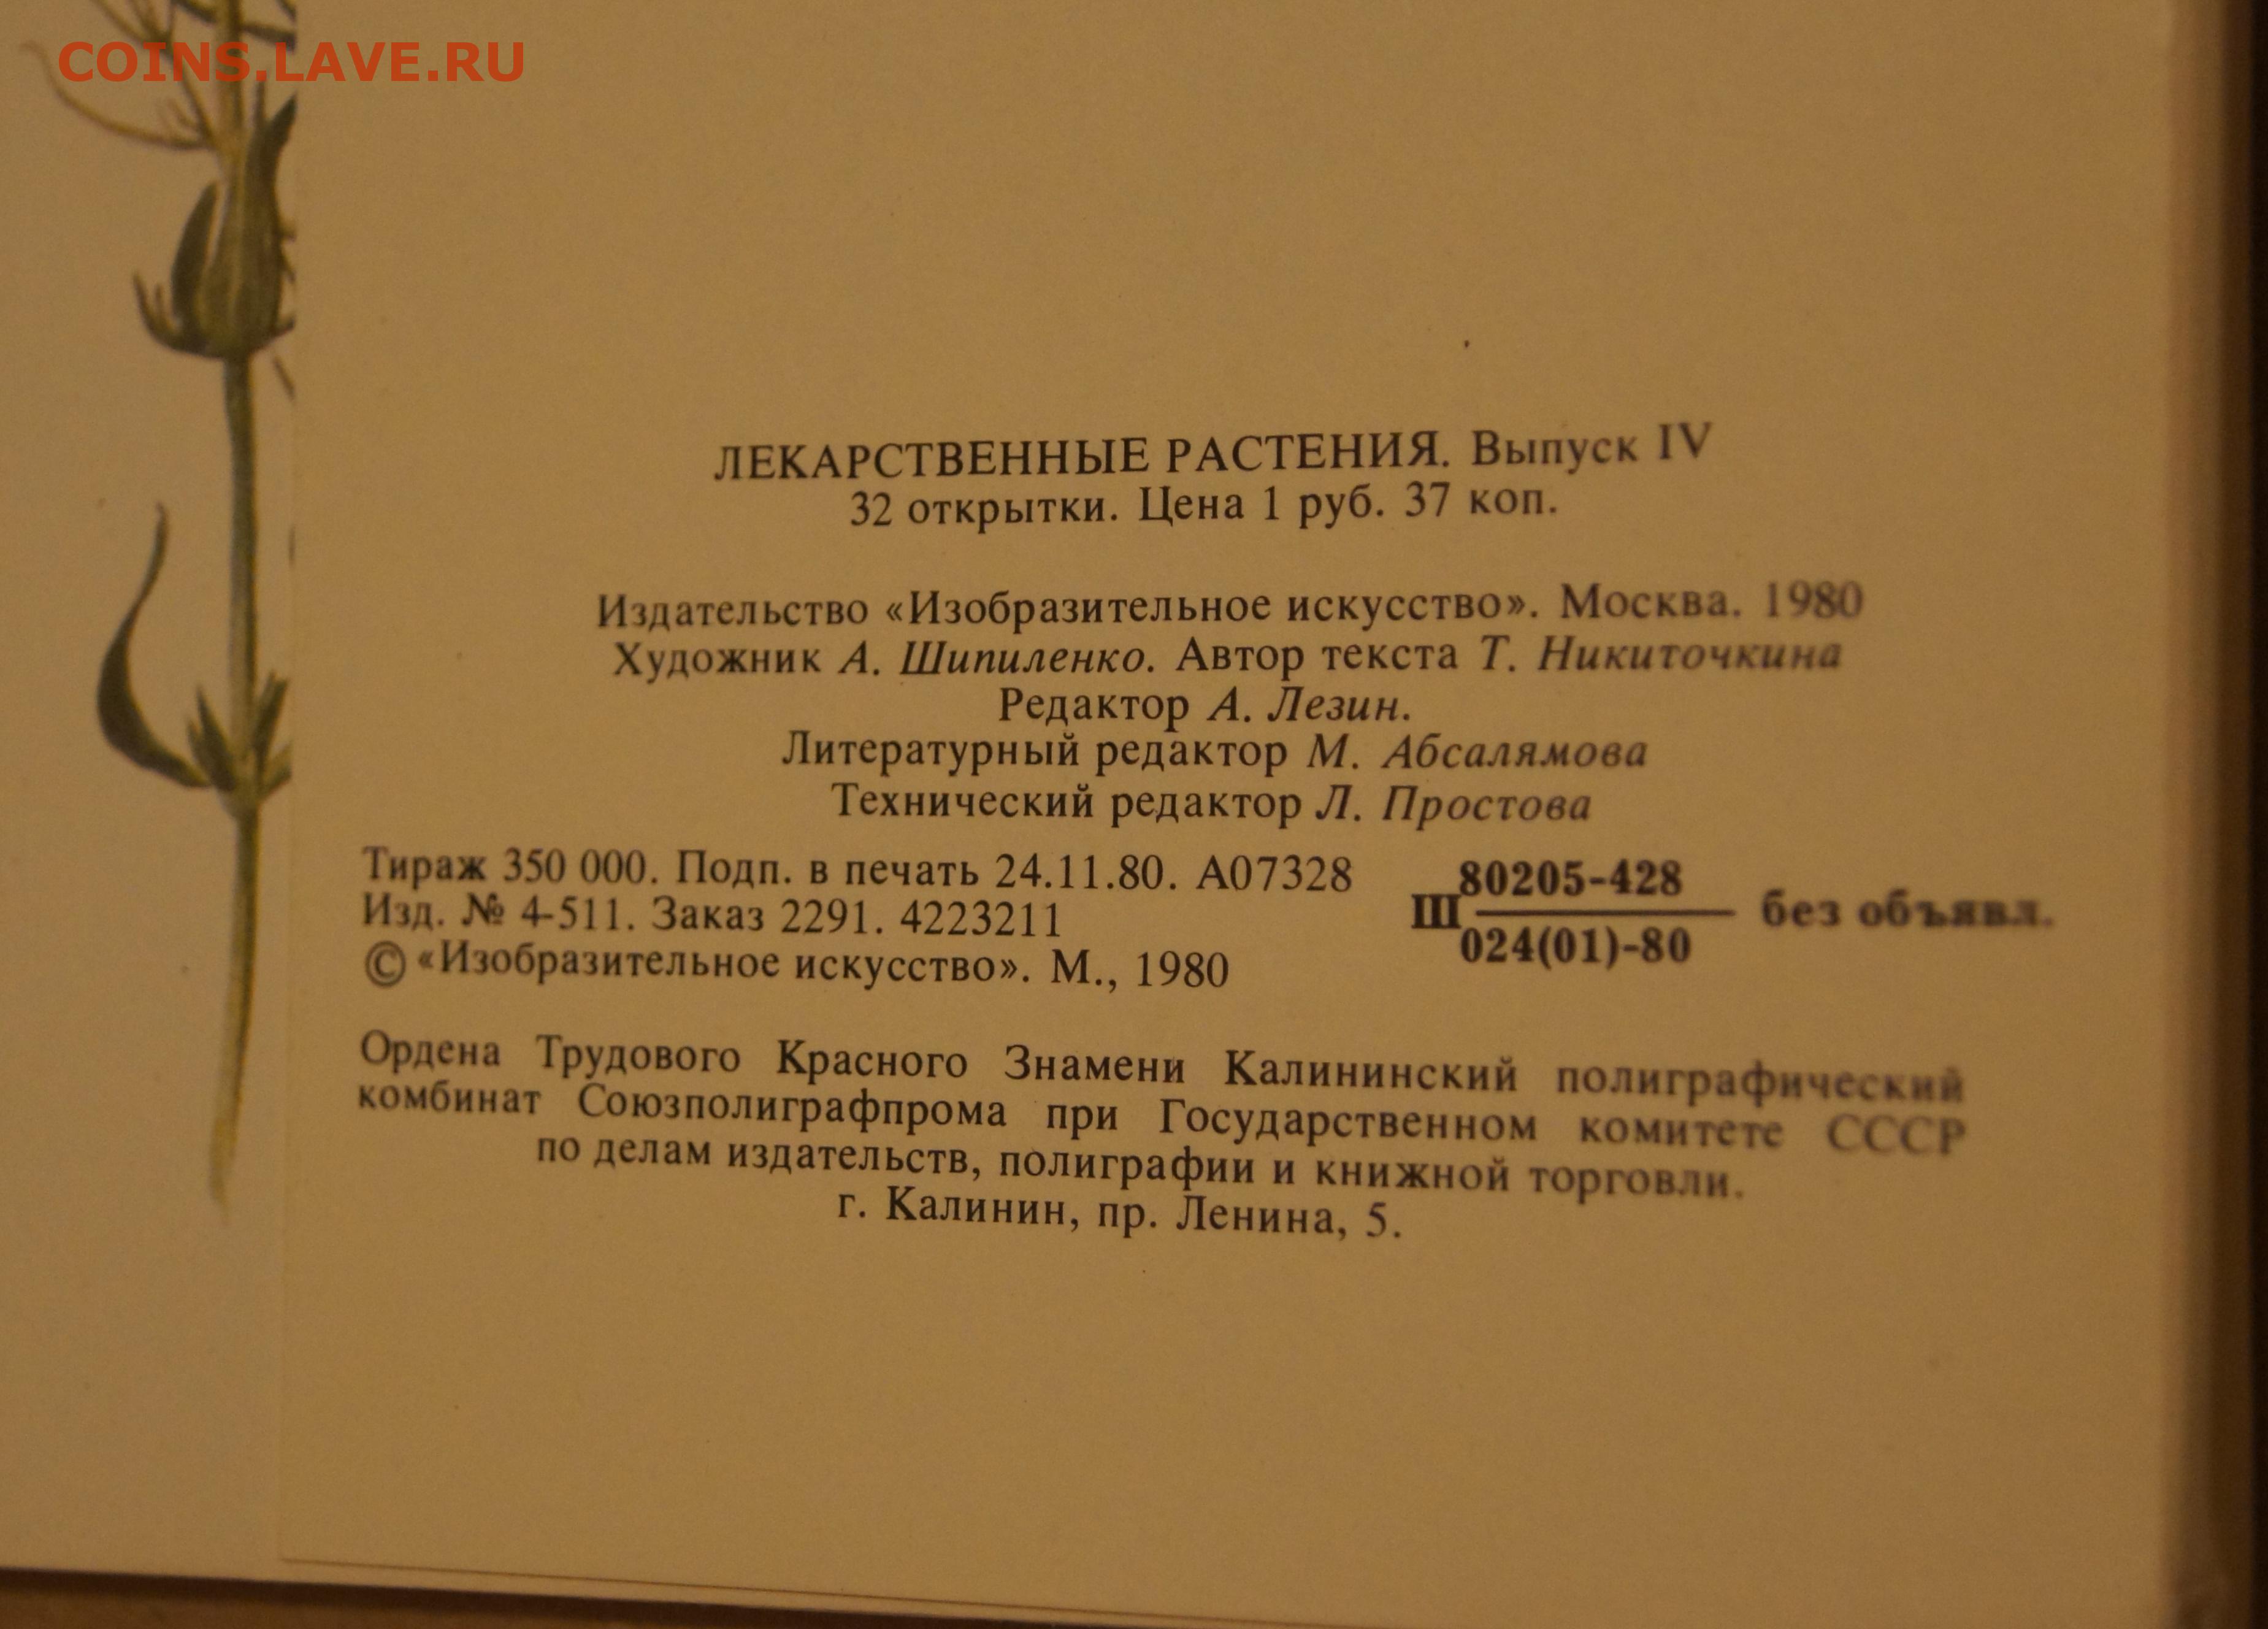 COINS.LAVE.RU
ЛЕКАРСТВЕННЫЕ РАСТЕНИЯ. Выпуск IV
32 открытки. Цена 1 руб. 37 коп.
Издательство «Изобразительное искусство». Москва. 1980
Художник А. Шипиленко. Автор текста Т. Никиточкина
Редактор А. Лезин.
Литературный редактор М. Абсалямова
Технический редактор Л. Простова
Тираж 350 000. Подп. в печать 24.11.80. А07328
Изд. № 4-511. Заказ 2291. 4223211
© «Изобразительное искусство». М., 1980
80205-428
Ш без объявл.
024(01)-80
Ордена Трудового Красного Знамени Калининский полиграфический
комбинат Союзполиграфпрома при Государственном комитете СССР
по делам издательств, полиграфии и книжной торговли.
г. Калинин, пр. Ленина, 5.